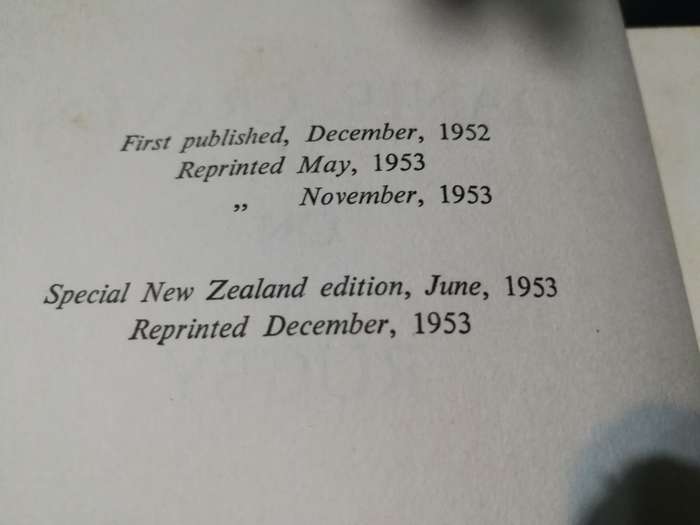 First published, December, 1952
Reprinted May, 1953
„ November, 1953
Special New Zealand edition, June, 1953
Reprinted December, 1953